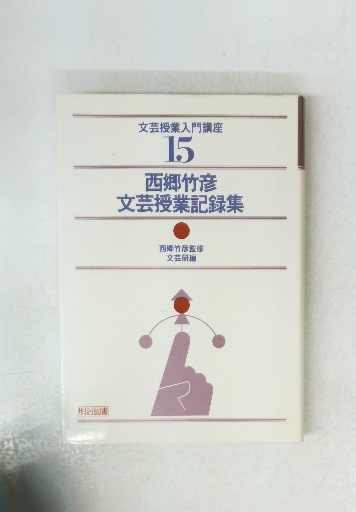 文芸授業入門講座
15
西郷竹彦
文芸授業記録集
西郷竹彦監修
文芸研編
明治図書